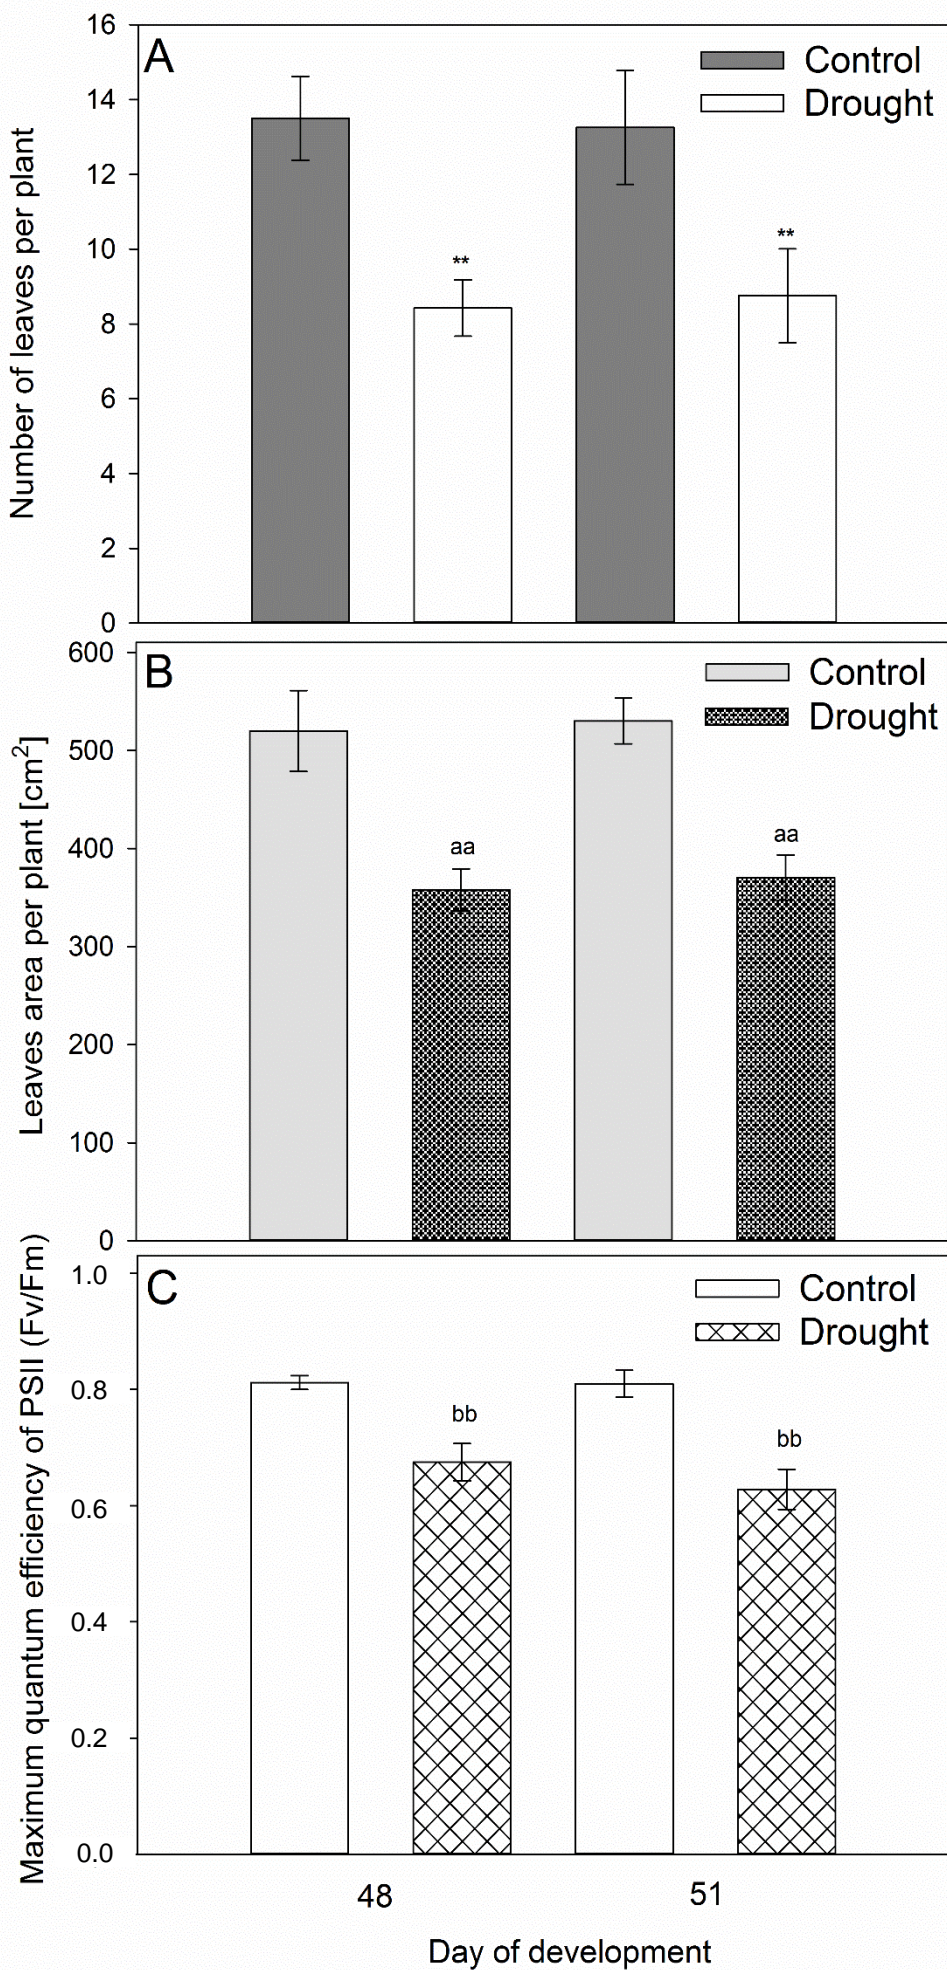 A
Control
Drought
Number of leaves per plant
16
14
12
10
8
6
4
2
0
**
**
B
Control
Drought
Leaves area per plant [cm²]
600
500
400
300
200
100
0
aa
aa
C
Control
Drought
Maximum quantum efficiency of PSII (Fv/Fm)
1.0
0.8
0.6
0.4
0.2
0.0
bb
bb
48 51
Day of development